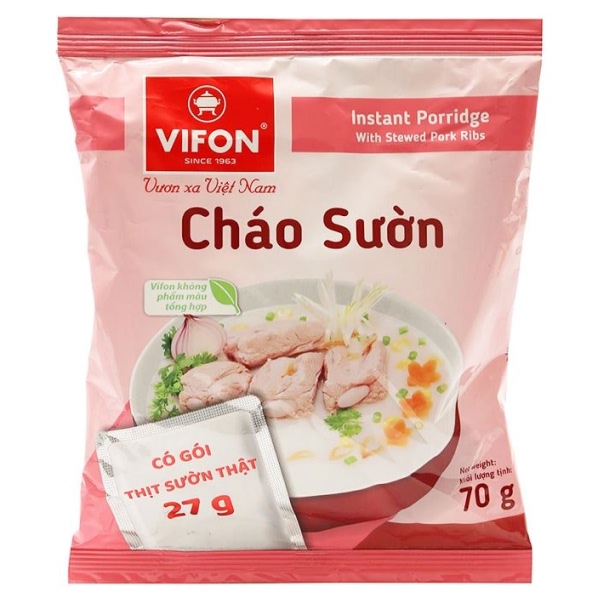 VIFON®
SINCE 1963
Vươn xa Việt Nam
Instant Porridge
With Stewed Pork Ribs
Cháo Sườn
Vifon không
phẩm màu
tổng hợp
CÓ GÓI
THỊT SƯỜN THẬT
27 g
Net weight:
Khối lượng tịnh:
70 g